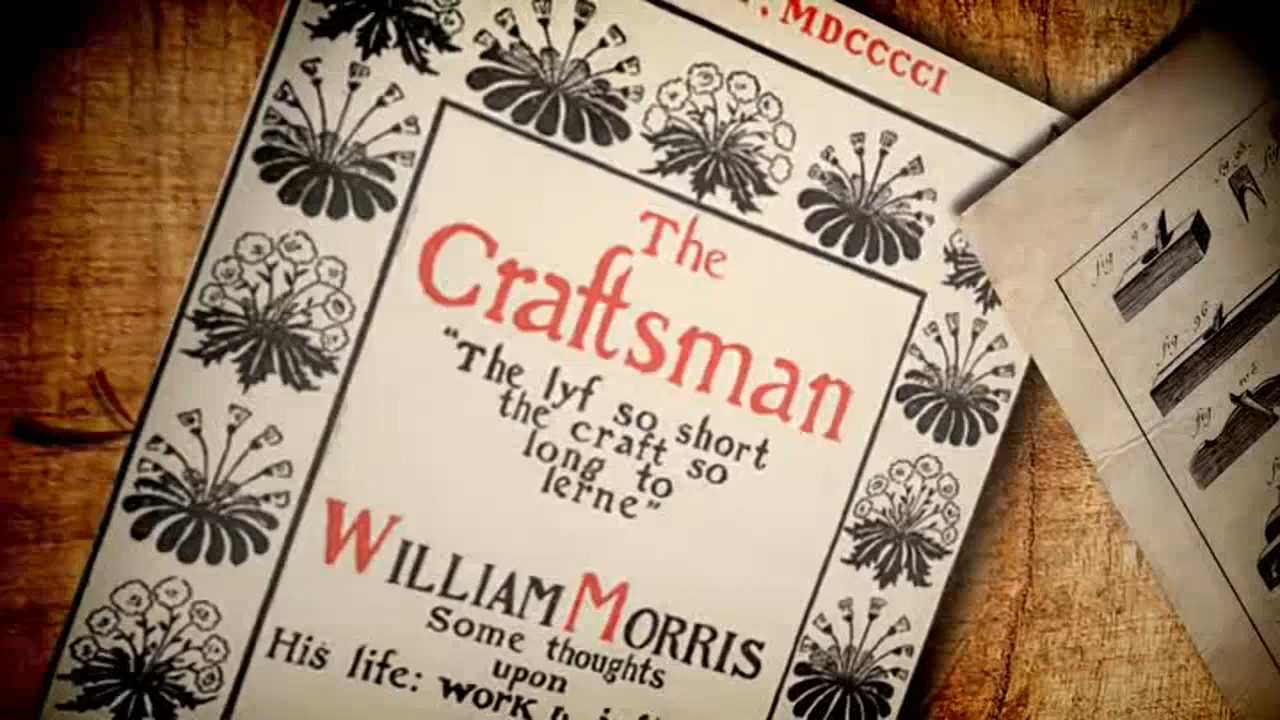 MDCCCCI
The
Craftsman
"The lyf so short
the craft so
long to
lerne"
WILLIAM MORRIS
Some thoughts
upon
His life: work
fig
fig 96
fig